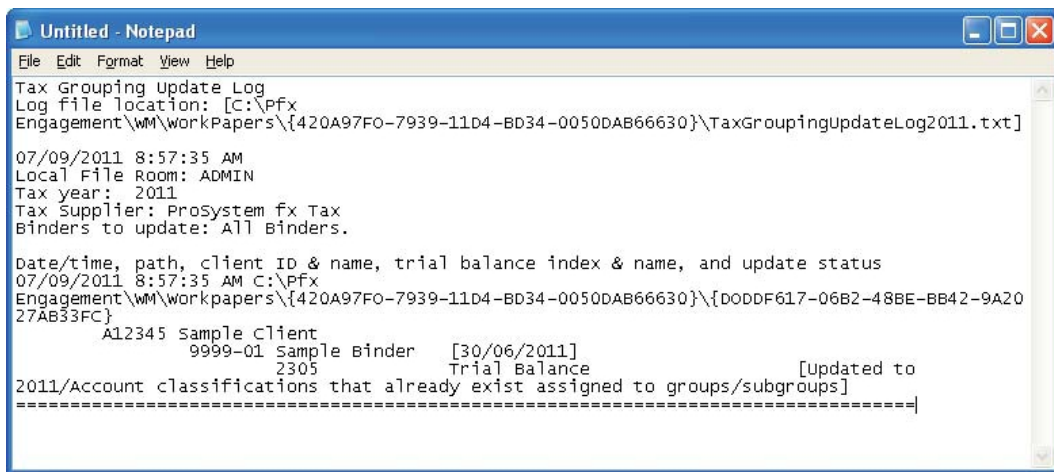 Untitled - Notepad
File Edit Format View Help
Tax Grouping Update Log
Log file location: [C:\Pfx
Engagement\WM\WorkPapers\{420A97F0-7939-11D4-BD34-0050DAB66630}\TaxGroupingUpdateLog2011.txt]
07/09/2011 8:57:35 AM
Local File Room: ADMIN
Tax year: 2011
Tax Supplier: ProSystem fx Tax
Binders to update: All Binders.
Date/time, path, client ID & name, trial balance index & name, and update status
07/09/2011 8:57:35 AM C:\Pfx
Engagement\WM\Workpapers\{420A97F0-7939-11D4-BD34-0050DAB66630}\{D0DDF617-06B2-48BE-BB42-9A20
27AB33FC}
A12345 Sample Client
9999-01 Sample Binder [30/06/2011]
2305 Trial Balance [Updated to
2011/Account classifications that already exist assigned to groups/subgroups]
===================================================================================